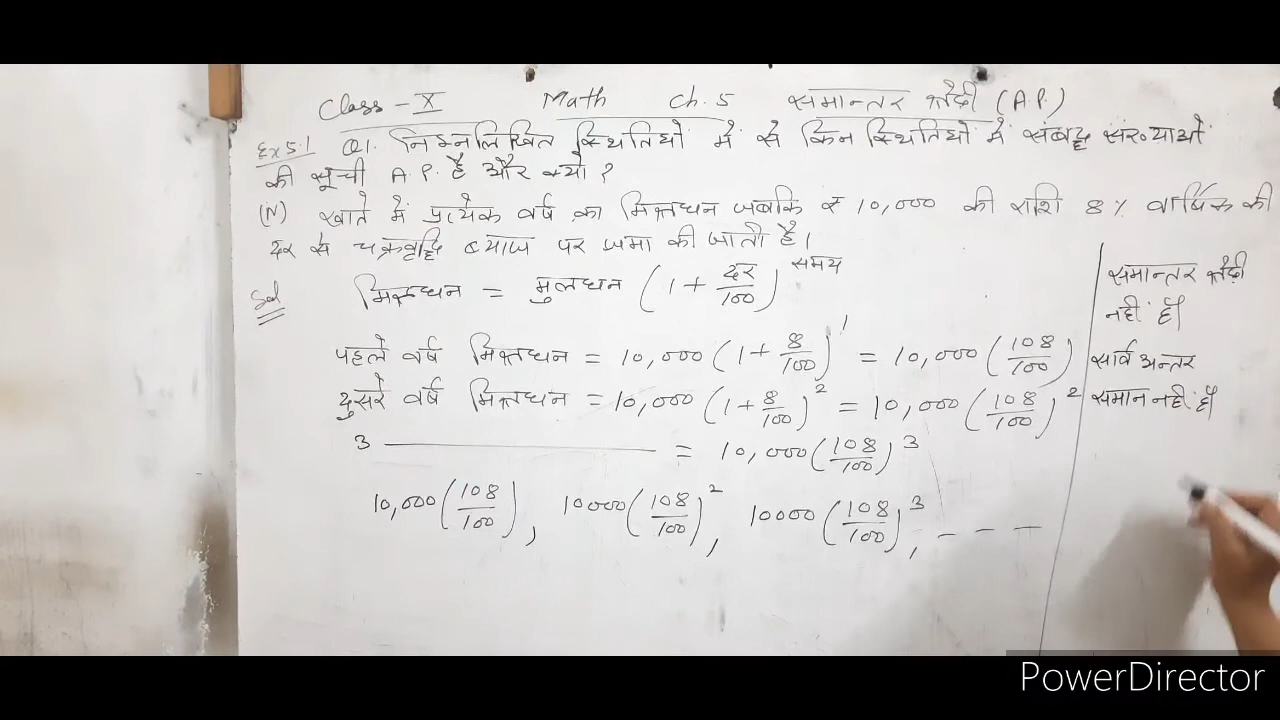 Class - X Math Ch. 5 समान्तर श्रेढ़ी (A.P.)
Ex 5.1 Q1. निम्नलिखित स्थितियों में से किन स्थितियों में संबद्ध संख्याओं
की सूची A.P. है और क्यों ?
(iv) खाते में प्रत्येक वर्ष का मिश्रधन जबकि ₹ 10,000 की राशि 8% वार्षिक की
दर से चक्रवृद्धि ब्याज पर जमा की जाती है।
Sol मिश्रधन = मुलधन (1 + दर/100)^समय
पहले वर्ष मिश्रधन = 10,000 (1 + 8/100)^1 = 10,000 (108/100)
दुसरे वर्ष मिश्रधन = 10,000 (1 + 8/100)^2 = 10,000 (108/100)^2
3 ———————— = 10,000 (108/100)^3
10,000 (108/100), 10000 (108/100)^2, 10000 (108/100)^3, - - -
समान्तर श्रेढ़ी
नहीं है।
सार्व अन्तर
समान नहीं है।
PowerDirector